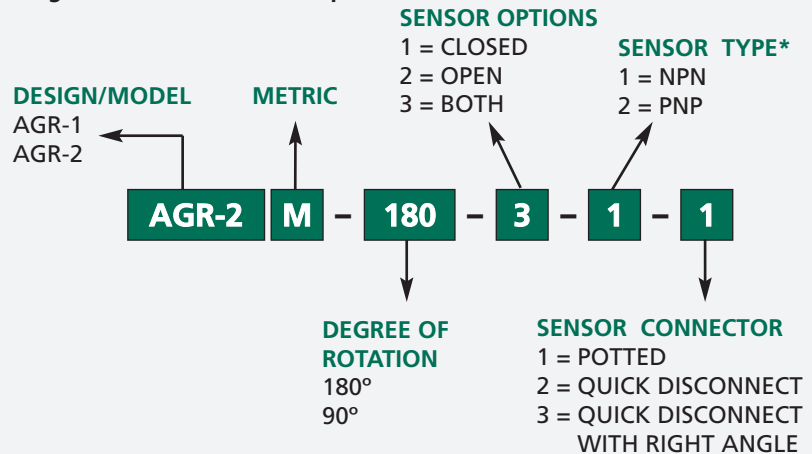 SENSOR OPTIONS
1 = CLOSED
2 = OPEN
3 = BOTH
SENSOR TYPE*
1 = NPN
2 = PNP
DESIGN/MODEL
AGR-1
AGR-2
METRIC
AGR-2 M – 180 – 3 – 1 – 1
DEGREE OF
ROTATION
180º
90º
SENSOR CONNECTOR
1 = POTTED
2 = QUICK DISCONNECT
3 = QUICK DISCONNECT
WITH RIGHT ANGLE